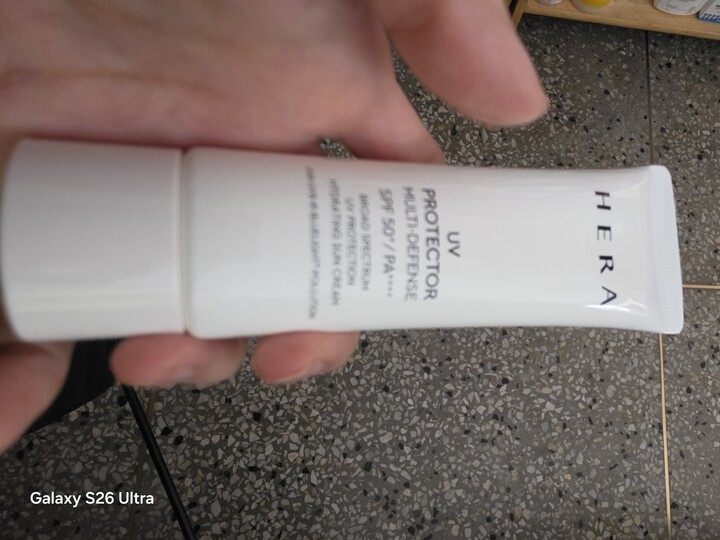 HERA
UV
PROTECTOR
MULTI-DEFENSE
SPF 50+ / PA++++
BROAD SPECTRUM
UV PROTECTION
HYDRATING SUN CREAM
Galaxy S26 Ultra